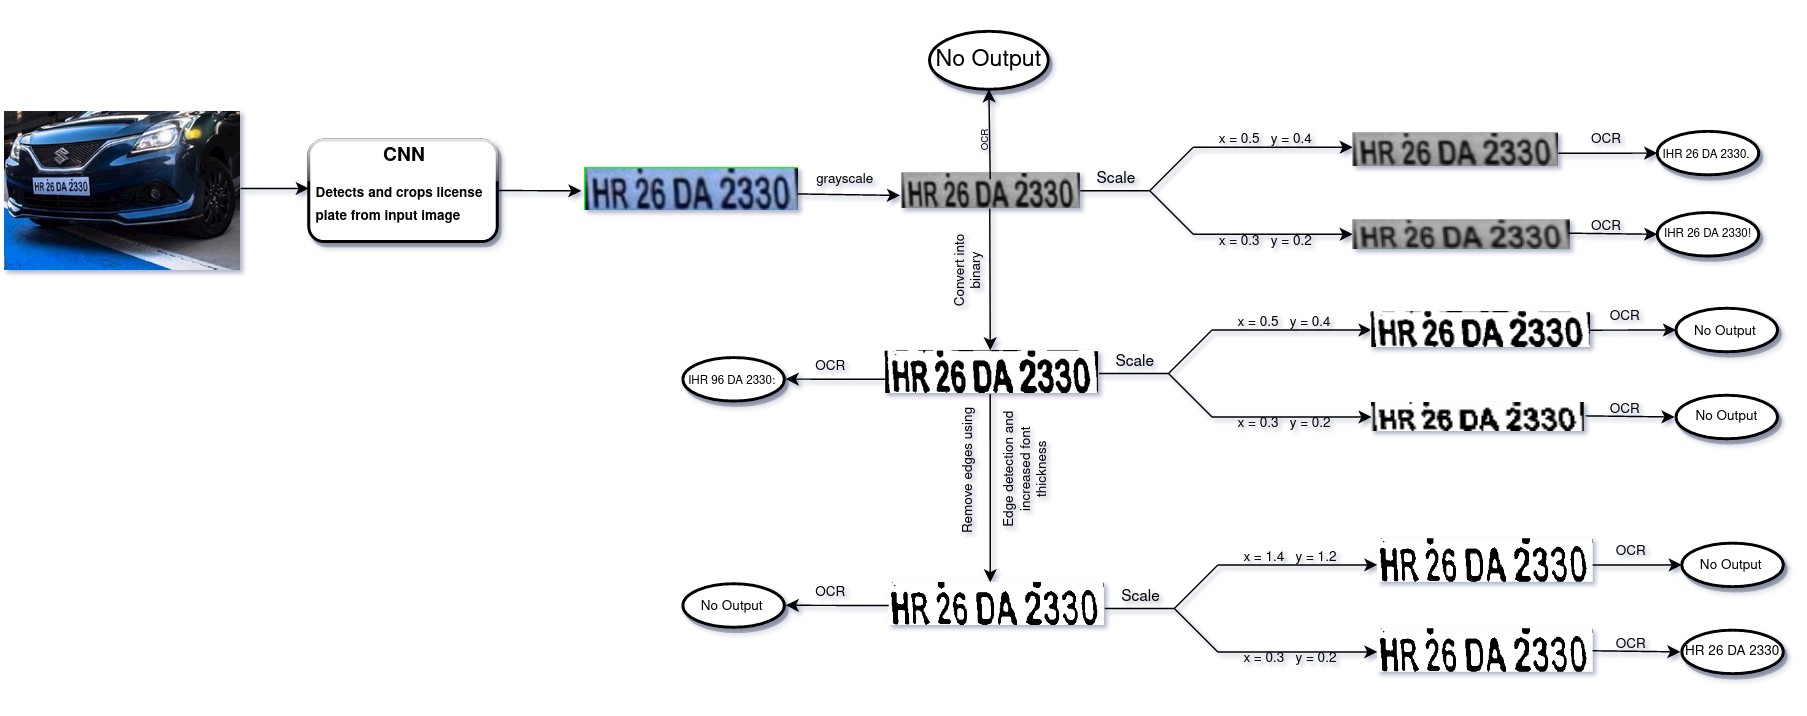 No Output
OCR
HR 26 DA 2330
CNN
Detects and crops license
plate from input image
HR 26 DA 2330
grayscale
HR 26 DA 2330
Scale
x = 0.5 y = 0.4
HR 26 DA 2330
OCR
IHR 26 DA 2330.
x = 0.3 y = 0.2
HR 26 DA 2330
OCR
IHR 26 DA 2330!
Convert into
binary
IHR 96 DA 2330:
OCR
HR 26 DA 2330
Scale
x = 0.5 y = 0.4
HR 26 DA 2330
OCR
No Output
x = 0.3 y = 0.2
HR 26 DA 2330
OCR
No Output
Remove edges using
Edge detection and
increased font
thickness
No Output
OCR
HR 26 DA 2330
Scale
x = 1.4 y = 1.2
HR 26 DA 2330
OCR
No Output
x = 0.3 y = 0.2
HR 26 DA 2330
OCR
HR 26 DA 2330